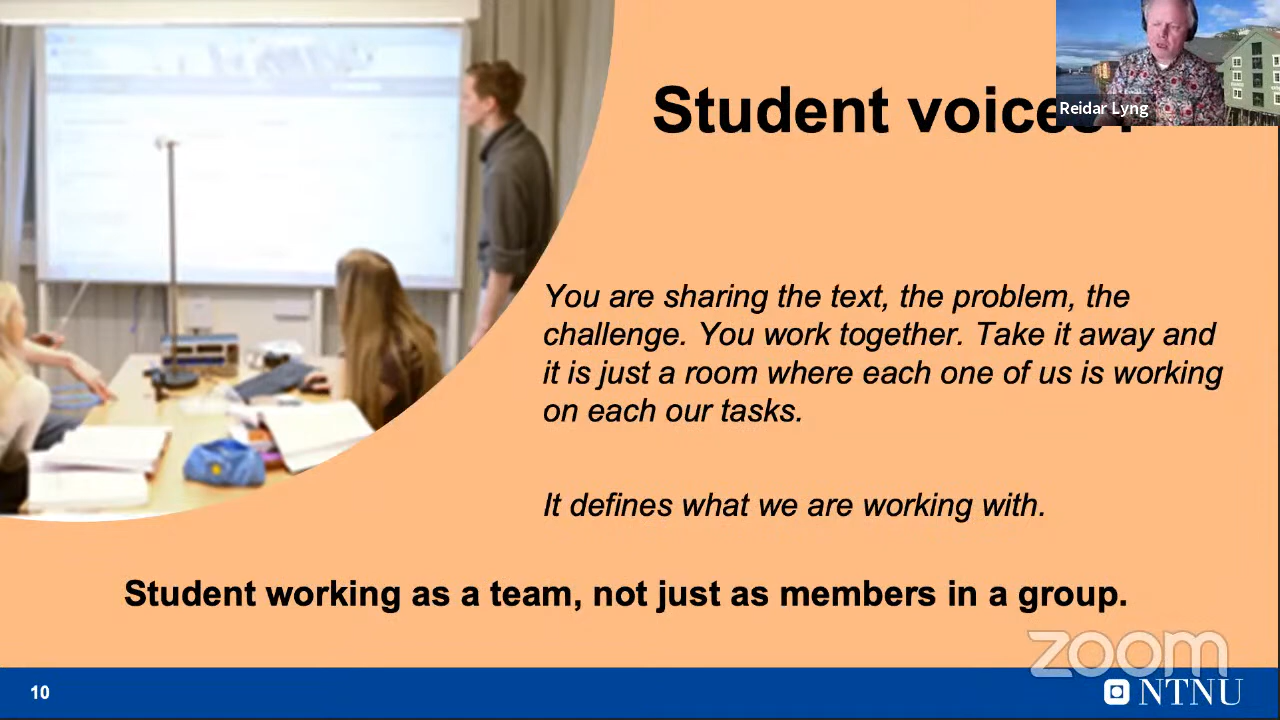 Student voices
Reidar Lyng
You are sharing the text, the problem, the
challenge. You work together. Take it away and
it is just a room where each one of us is working
on each our tasks.
It defines what we are working with.
Student working as a team, not just as members in a group.
zoom
10
NTNU